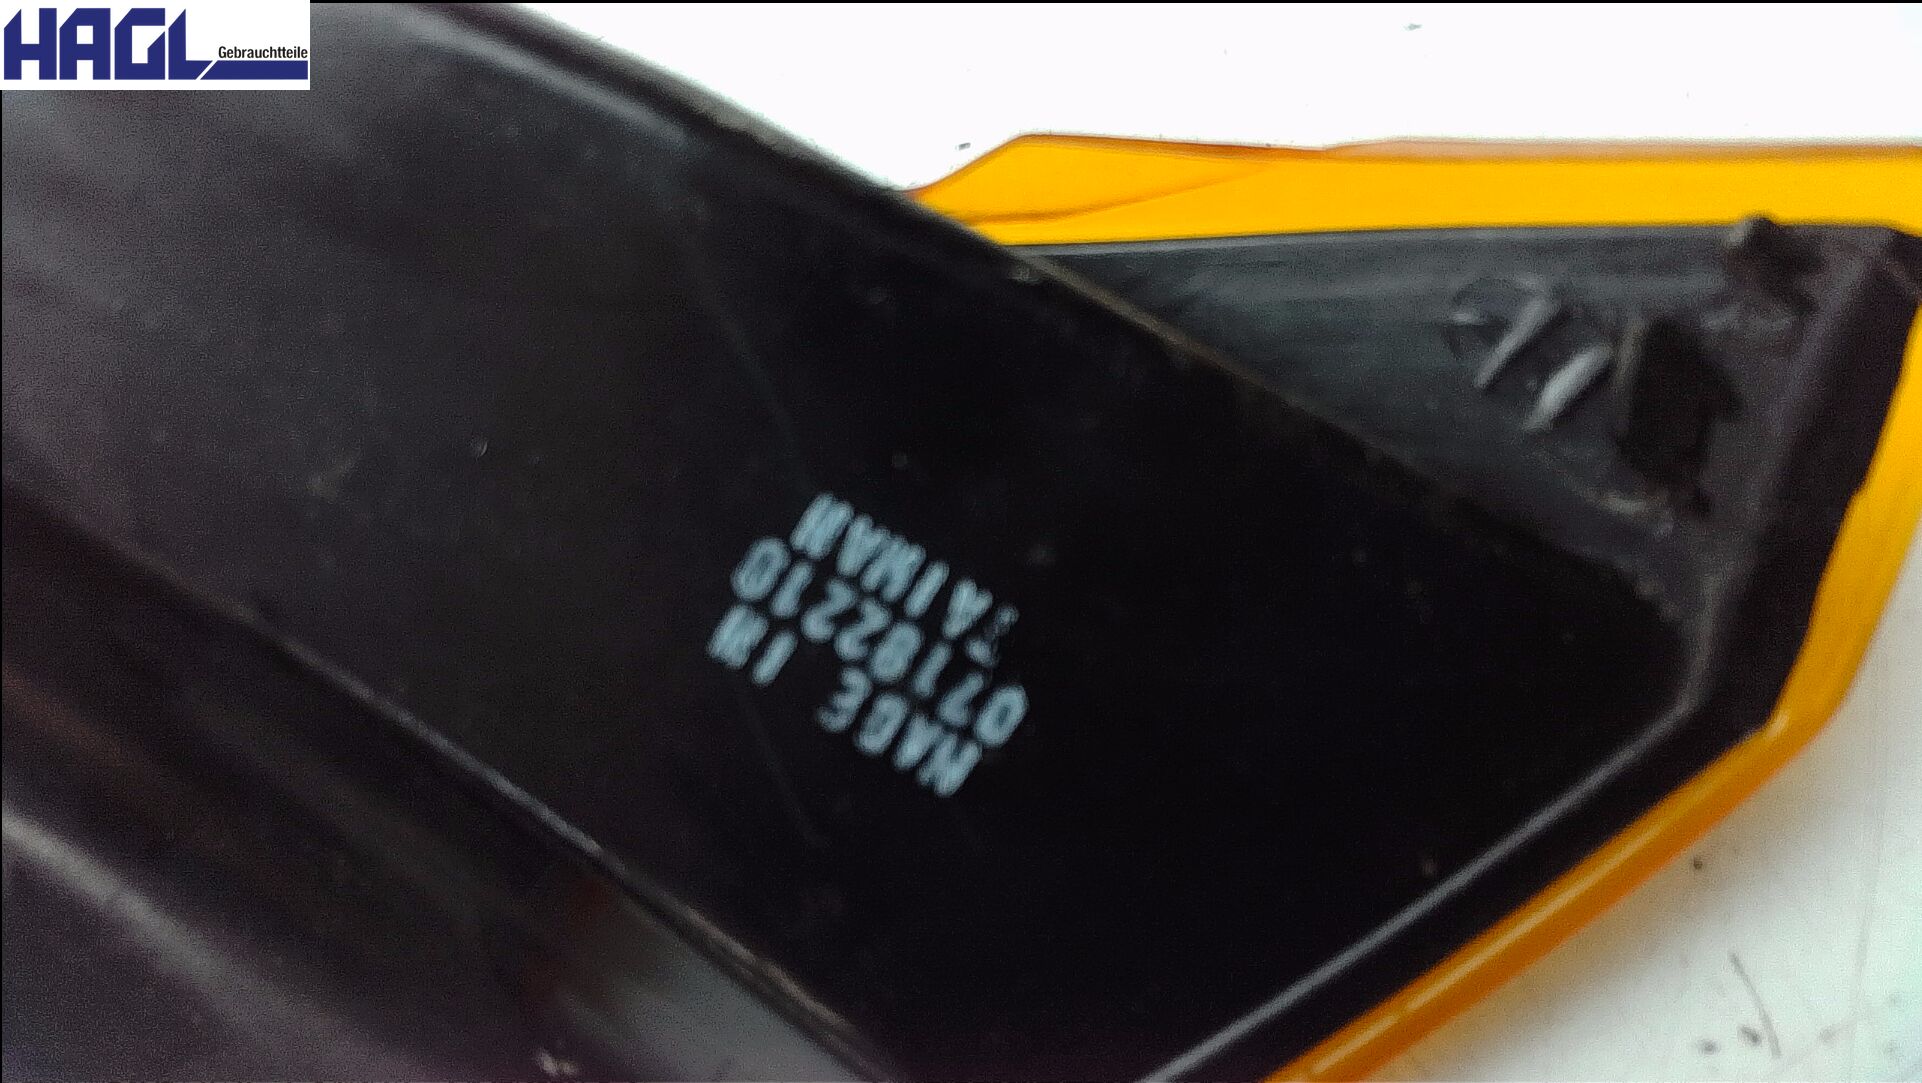 HAGL
Gebrauchtteile
MADE IN
07182210
TAIWAN